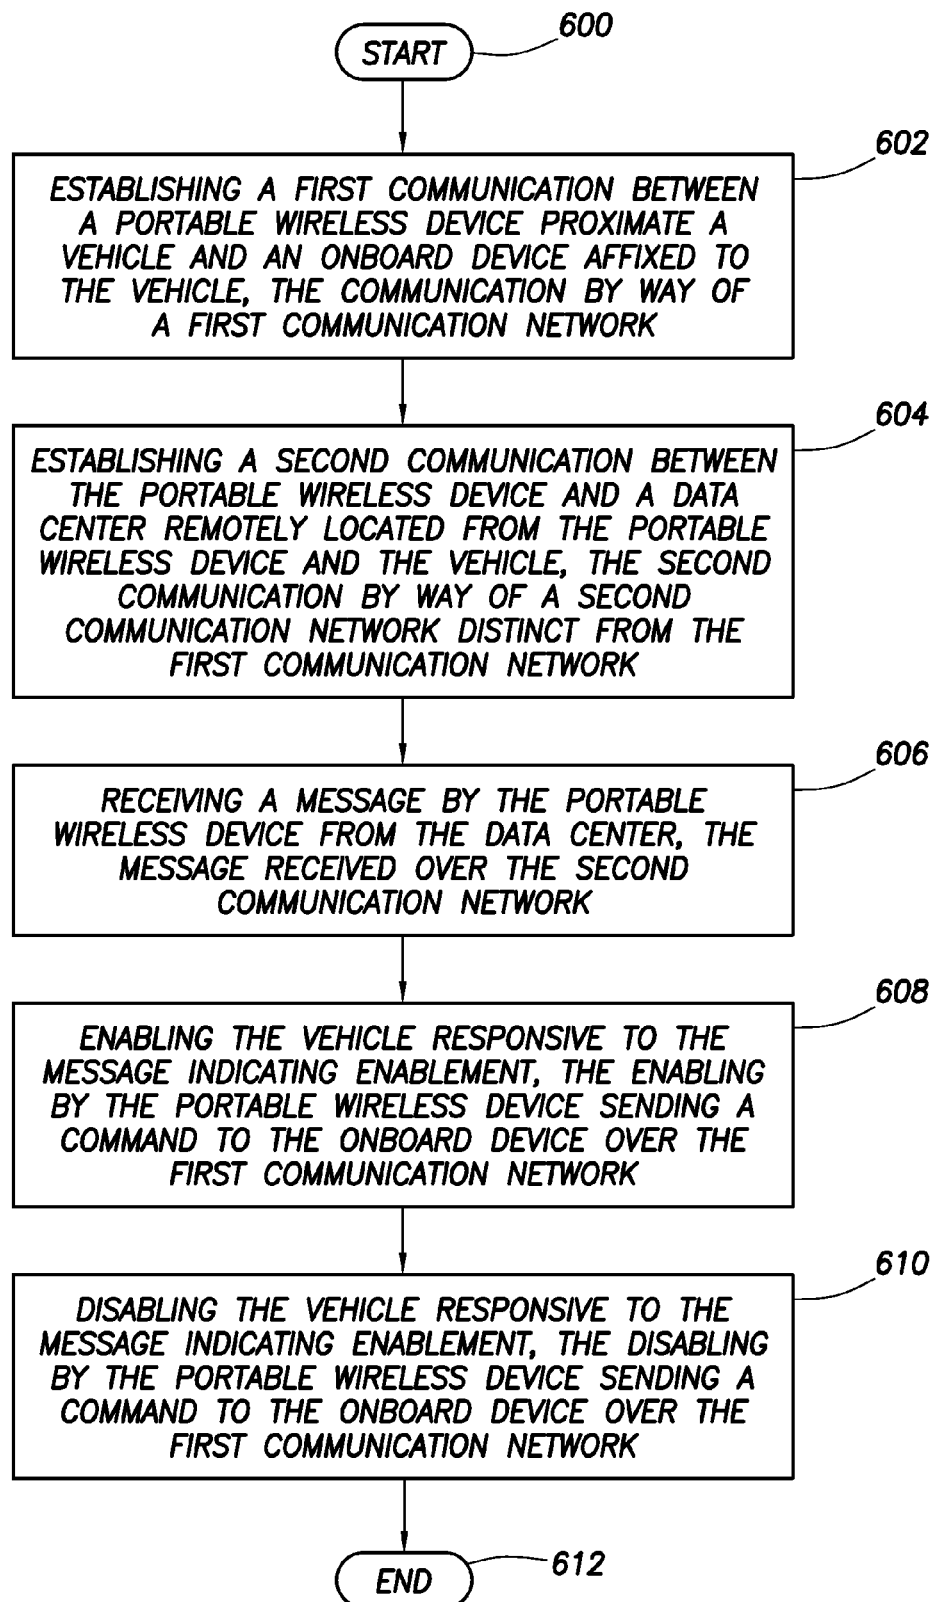 START
600
602
ESTABLISHING A FIRST COMMUNICATION BETWEEN
A PORTABLE WIRELESS DEVICE PROXIMATE A
VEHICLE AND AN ONBOARD DEVICE AFFIXED TO
THE VEHICLE, THE COMMUNICATION BY WAY OF
A FIRST COMMUNICATION NETWORK
604
ESTABLISHING A SECOND COMMUNICATION BETWEEN
THE PORTABLE WIRELESS DEVICE AND A DATA
CENTER REMOTELY LOCATED FROM THE PORTABLE
WIRELESS DEVICE AND THE VEHICLE, THE SECOND
COMMUNICATION BY WAY OF A SECOND
COMMUNICATION NETWORK DISTINCT FROM THE
FIRST COMMUNICATION NETWORK
606
RECEIVING A MESSAGE BY THE PORTABLE
WIRELESS DEVICE FROM THE DATA CENTER, THE
MESSAGE RECEIVED OVER THE SECOND
COMMUNICATION NETWORK
608
ENABLING THE VEHICLE RESPONSIVE TO THE
MESSAGE INDICATING ENABLEMENT, THE ENABLING
BY THE PORTABLE WIRELESS DEVICE SENDING A
COMMAND TO THE ONBOARD DEVICE OVER THE
FIRST COMMUNICATION NETWORK
610
DISABLING THE VEHICLE RESPONSIVE TO THE
MESSAGE INDICATING ENABLEMENT, THE DISABLING
BY THE PORTABLE WIRELESS DEVICE SENDING A
COMMAND TO THE ONBOARD DEVICE OVER THE
FIRST COMMUNICATION NETWORK
END
612